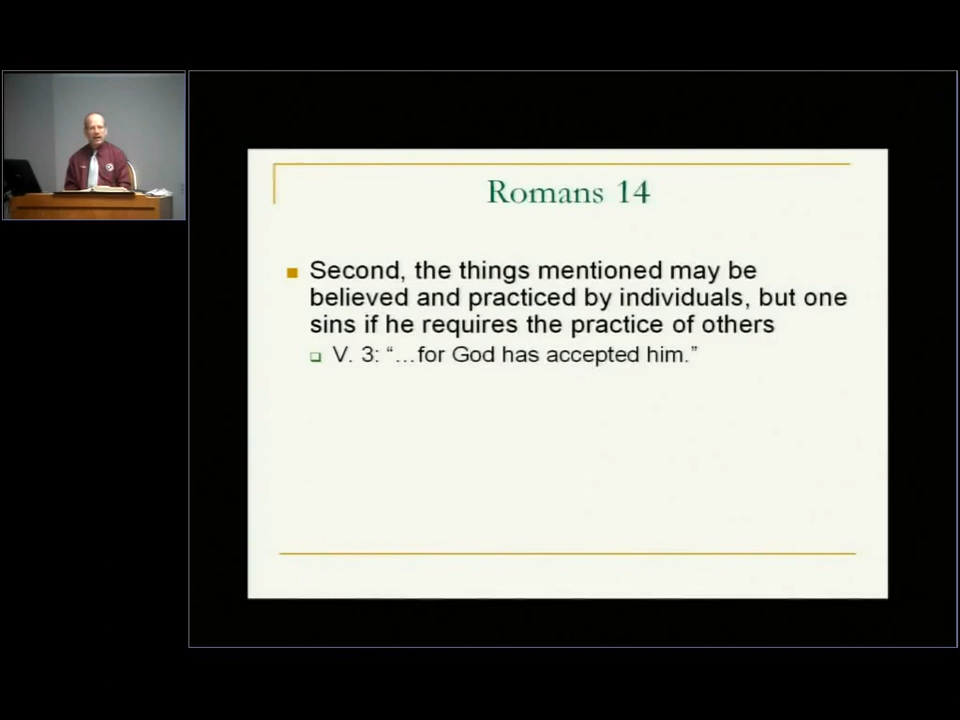 Romans 14
Second, the things mentioned may be
believed and practiced by individuals, but one
sins if he requires the practice of others
V. 3: “…for God has accepted him.”